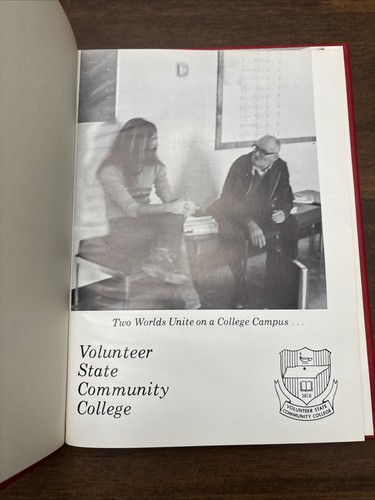 Two Worlds Unite on a College Campus . . .
Volunteer
State
Community
College
VOLUNTEER STATE
COMMUNITY COLLEGE